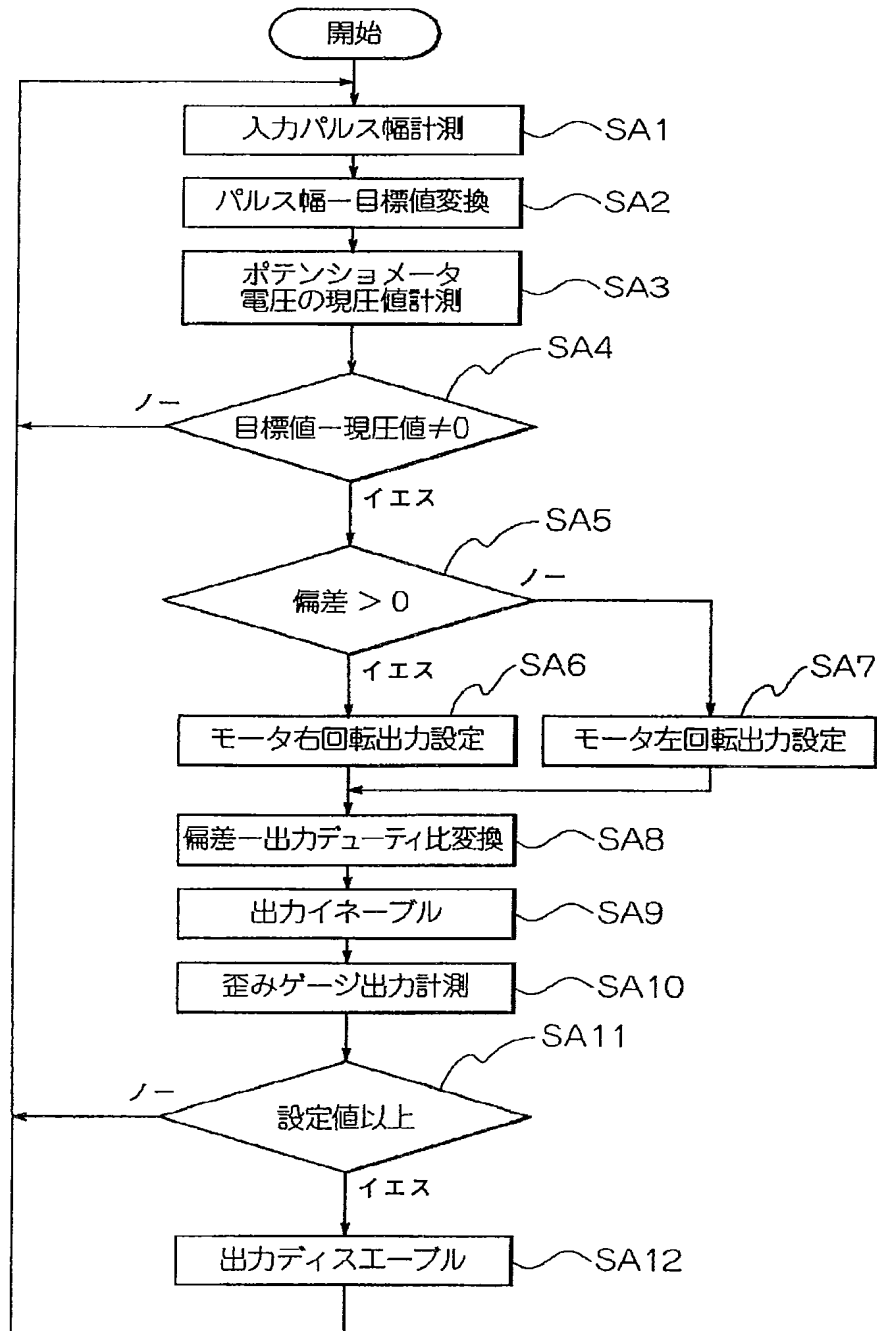 開始
入力パルス幅計測
SA1
パルス幅ー目標値変換
SA2
ポテンショメータ
電圧の現圧値計測
SA3
SA4
ノー
目標値ー現圧値≠0
イエス
SA5
ノー
偏差 > 0
イエス
SA6
SA7
モータ右回転出力設定
モータ左回転出力設定
偏差ー出力デューティ比変換
SA8
出力イネーブル
SA9
歪みゲージ出力計測
SA10
SA11
ノー
設定値以上
イエス
出力ディスエーブル
SA12